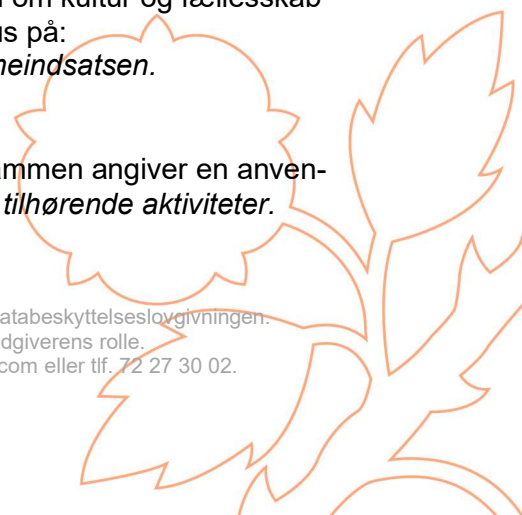 om kultur og fællesskab
us på:
neindsatsen.
ammen angiver en anven-
tilhørende aktiviteter.
atabeskyttelseslovgivningen.
dgiverens rolle.
com eller tlf. 72 27 30 02.